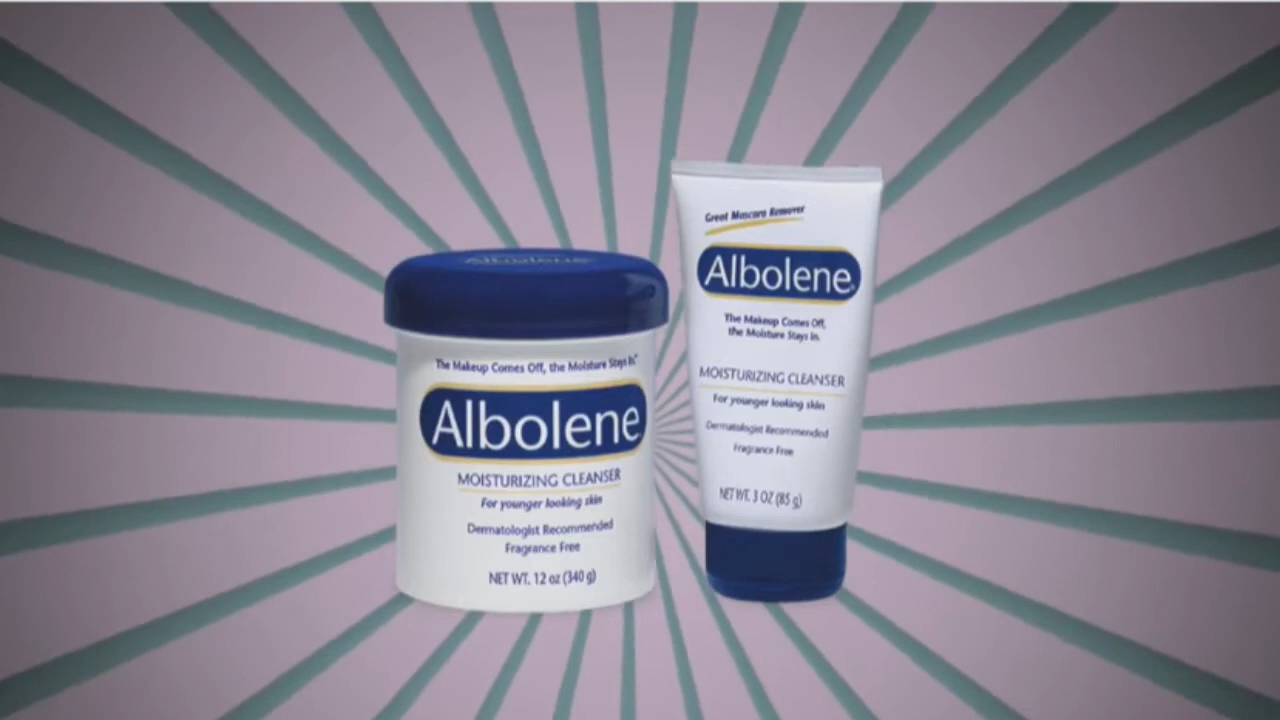 Albolene
The Makeup Comes Off, the Moisture Stays In.™
Albolene
MOISTURIZING CLEANSER
For younger looking skin
Dermatologist Recommended
Fragrance Free
NET WT. 12 oz (340 g)
Great Mascara Remover
Albolene®
The Makeup Comes Off,
the Moisture Stays In.
MOISTURIZING CLEANSER
For younger looking skin
Dermatologist Recommended
Fragrance Free
NET WT. 3 OZ (85 g)